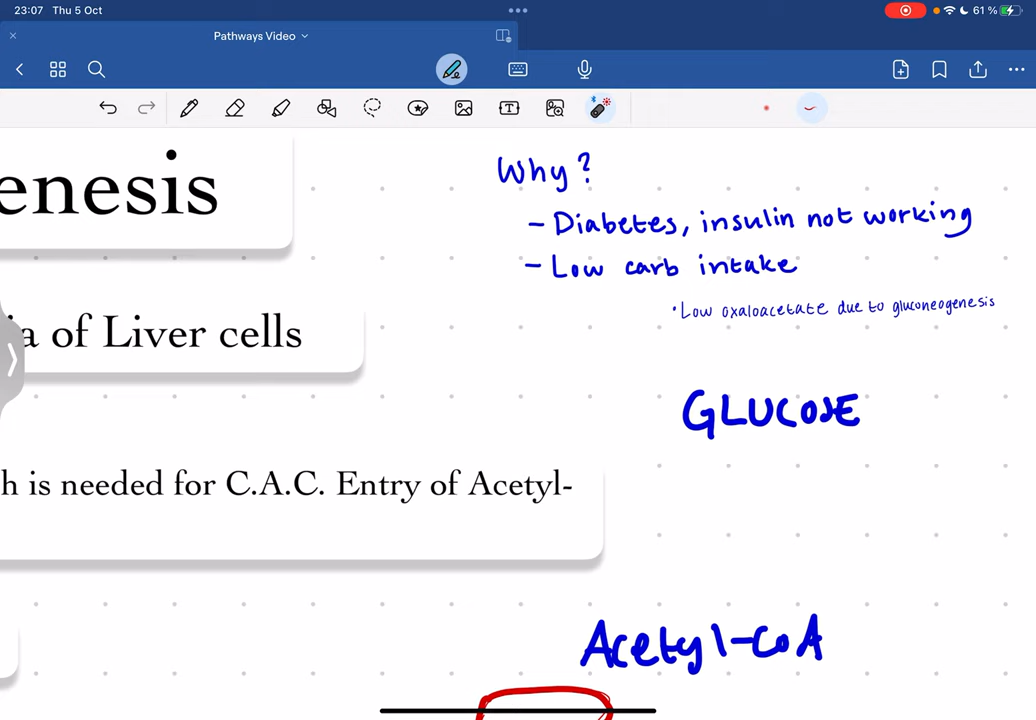 23:07 Thu 5 Oct
61 %
Pathways Video
Why?
enesis
- Diabetes, insulin not working
- Low carb intake
• Low oxaloacetate due to gluconeogenesis
ia of Liver cells
GLUCOSE
h is needed for C.A.C. Entry of Acetyl-
Acetyl-CoA